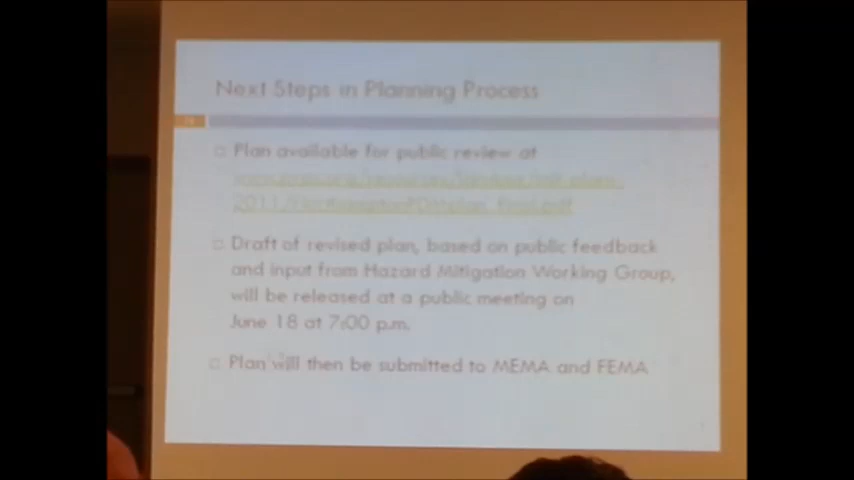 Next Steps in Planning Process
Plan available for public review at
Draft of revised plan, based on public feedback
and input from Hazard Mitigation Working Group,
will be released at a public meeting on
June 18 at 7:00 p.m.
Plan will then be submitted to MEMA and FEMA